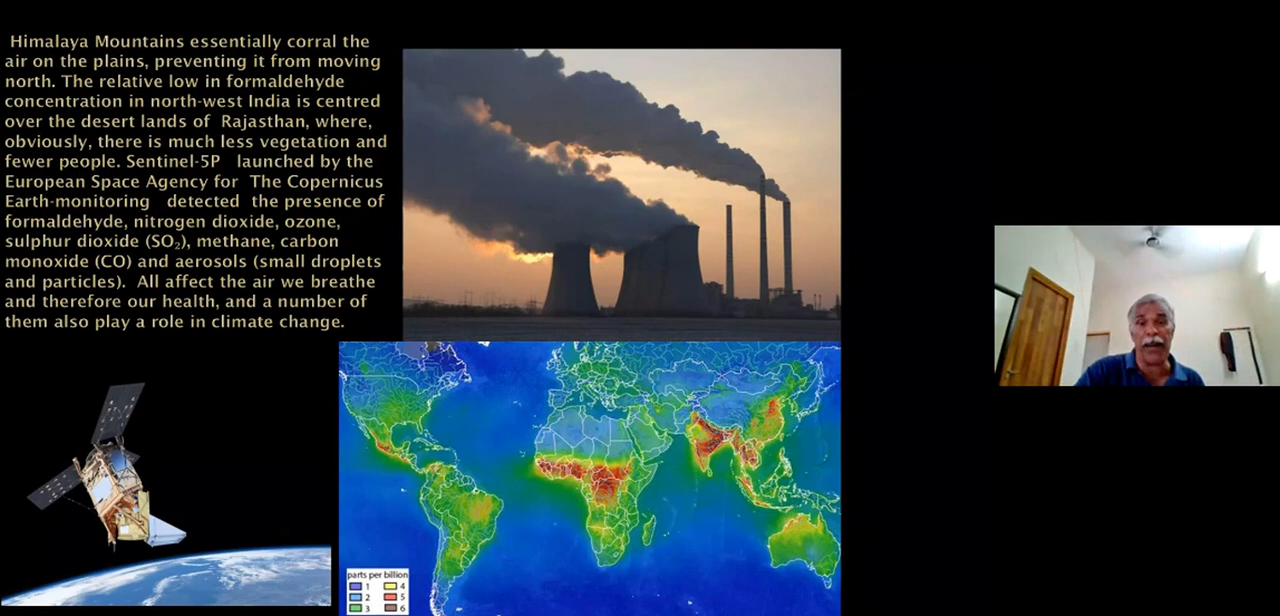 Himalaya Mountains essentially corral the
air on the plains, preventing it from moving
north. The relative low in formaldehyde
concentration in north-west India is centred
over the desert lands of Rajasthan, where,
obviously, there is much less vegetation and
fewer people. Sentinel-5P launched by the
European Space Agency for The Copernicus
Earth-monitoring detected the presence of
formaldehyde, nitrogen dioxide, ozone,
sulphur dioxide (SO₂), methane, carbon
monoxide (CO) and aerosols (small droplets
and particles). All affect the air we breathe
and therefore our health, and a number of
them also play a role in climate change.
parts per billion
1 4
2 5
3 6